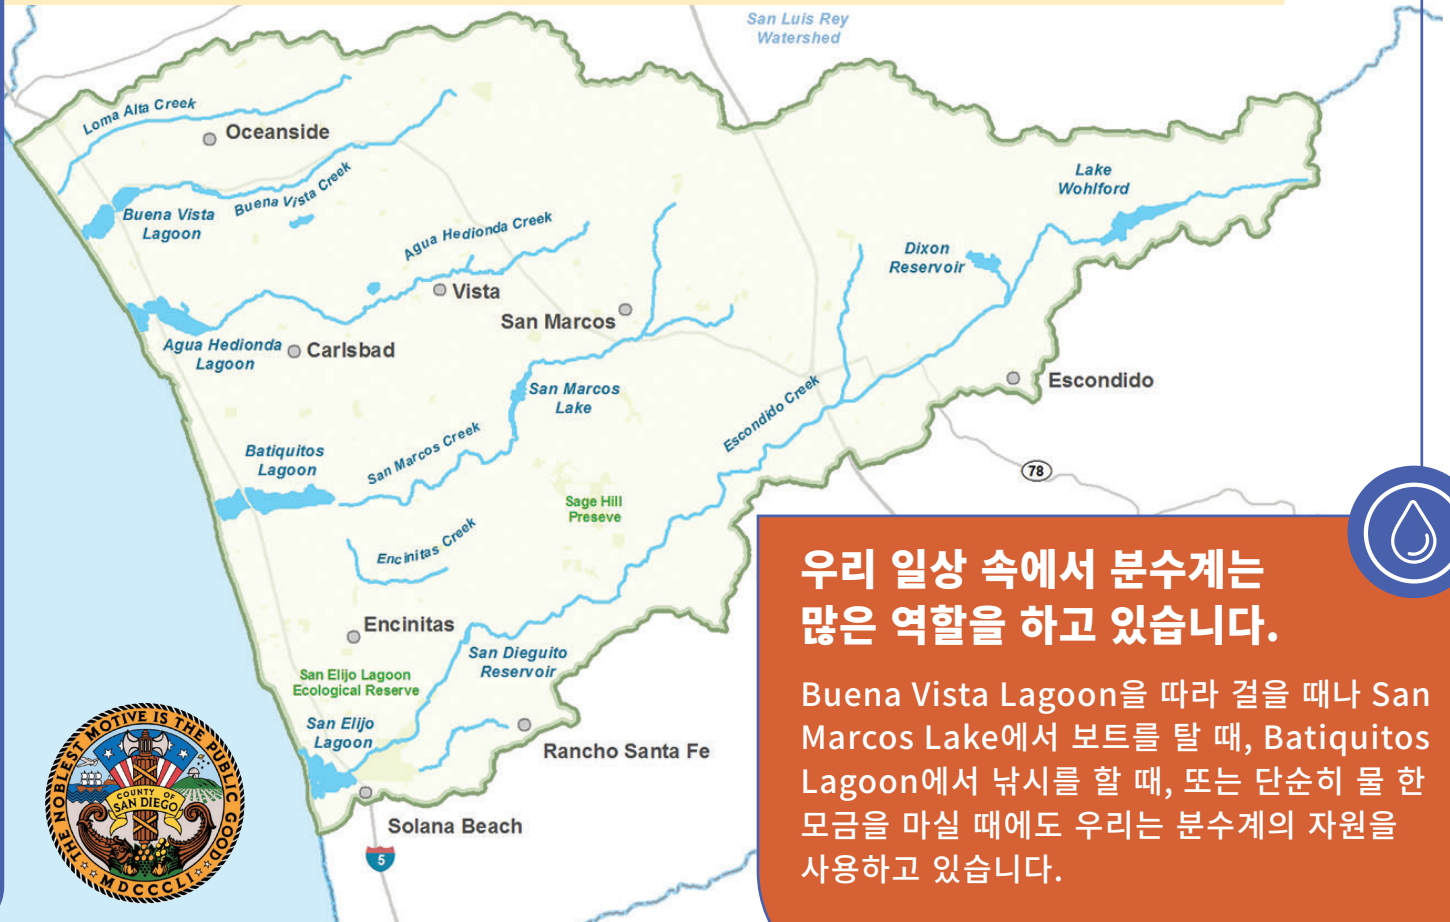 San Luis Rey
Watershed
Loma Alta Creek
Oceanside
Buena Vista Creek
Buena Vista
Lagoon
Lake
Wohlford
Agua Hedionda Creek
Dixon
Reservoir
Vista
San Marcos
Agua Hedionda
Lagoon
Carlsbad
San Marcos
Lake
Escondido
Escondido Creek
Batiquitos
Lagoon
San Marcos Creek
78
Sage Hill
Preseve
Encinitas Creek
Encinitas
San Dieguito
Reservoir
San Elijo Lagoon
Ecological Reserve
San Elijo
Lagoon
Rancho Santa Fe
Solana Beach
5
THE NOBLEST MOTIVE IS THE PUBLIC GOOD
COUNTY
SAN DIEGO
MDCCCLI
우리 일상 속에서 분수계는
많은 역할을 하고 있습니다.
Buena Vista Lagoon을 따라 걸을 때나 San
Marcos Lake에서 보트를 탈 때, Batiquitos
Lagoon에서 낚시를 할 때, 또는 단순히 물 한
모금을 마실 때에도 우리는 분수계의 자원을
사용하고 있습니다.